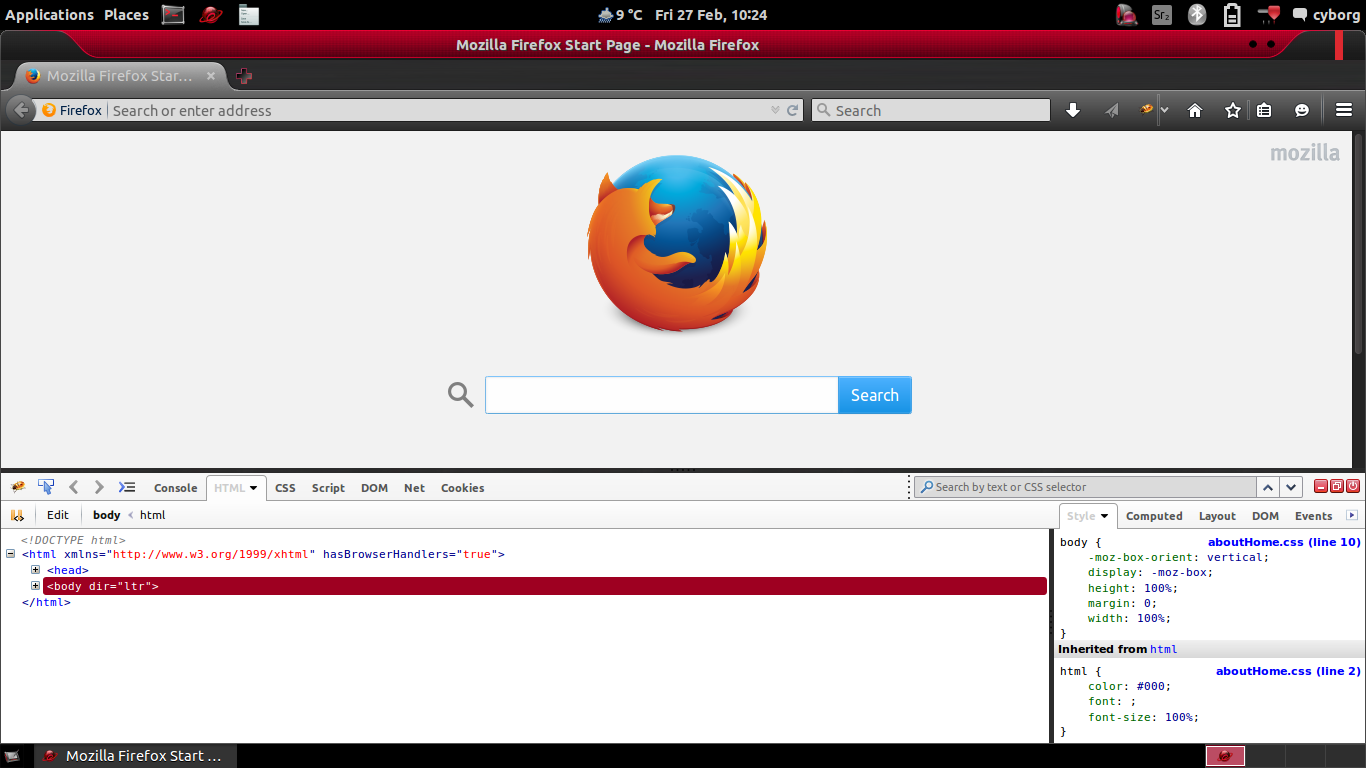 Applications Places 9 °C Fri 27 Feb, 10:24 Sr2 cyborg
Mozilla Firefox Start Page - Mozilla Firefox
Mozilla Firefox Star...
Firefox Search or enter address Search
mozilla
Search
Console HTML CSS Script DOM Net Cookies Search by text or CSS selector
Edit body html
Style Computed Layout DOM Events
<!DOCTYPE html>
<html xmlns="http://www.w3.org/1999/xhtml" hasBrowserHandlers="true">
<head>
<body dir="ltr">
</html>
body { aboutHome.css (line 10)
-moz-box-orient: vertical;
display: -moz-box;
height: 100%;
margin: 0;
width: 100%;
}
Inherited from html
html { aboutHome.css (line 2)
color: #000;
font: ;
font-size: 100%;
}
Mozilla Firefox Start ...